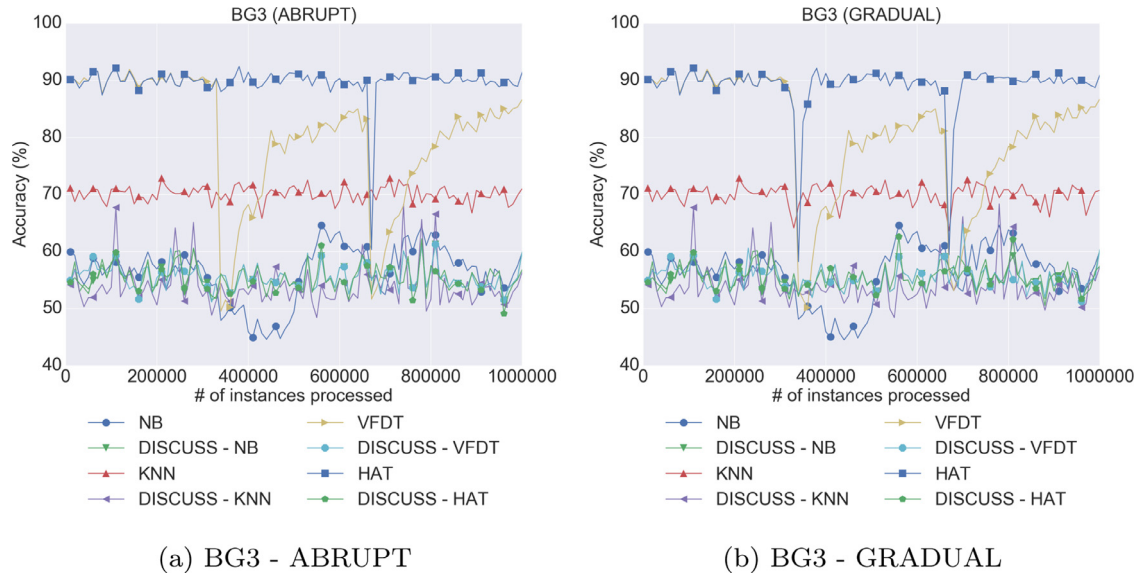 BG3 (ABRUPT)
100
90
80
70
60
50
40
Accuracy (%)
0 200000 400000 600000 800000 1000000
# of instances processed
NB VFDT
DISCUSS - NB DISCUSS - VFDT
KNN HAT
DISCUSS - KNN DISCUSS - HAT
(a) BG3 - ABRUPT
BG3 (GRADUAL)
100
90
80
70
60
50
40
Accuracy (%)
0 200000 400000 600000 800000 1000000
# of instances processed
NB VFDT
DISCUSS - NB DISCUSS - VFDT
KNN HAT
DISCUSS - KNN DISCUSS - HAT
(b) BG3 - GRADUAL